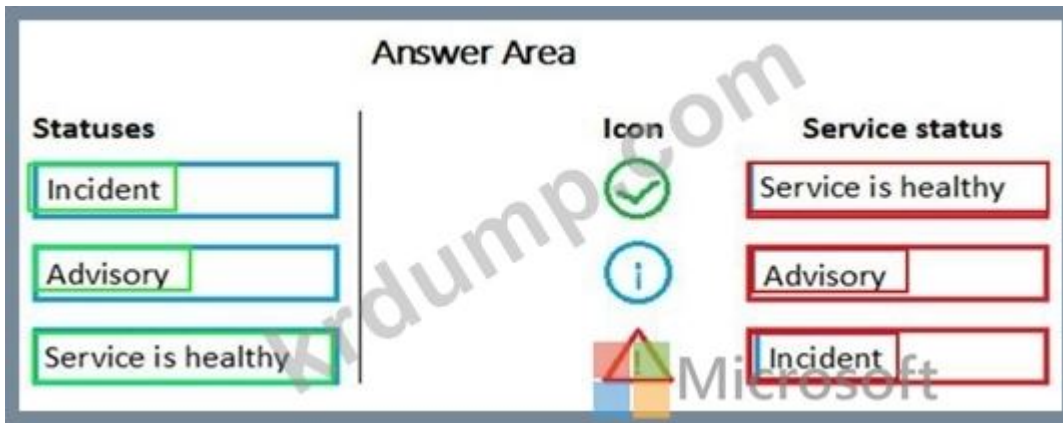 Answer Area
Statuses
Icon
Service status
Incident
Service is healthy
Advisory
i
Advisory
Service is healthy
Incident
krdump.com
Microsoft